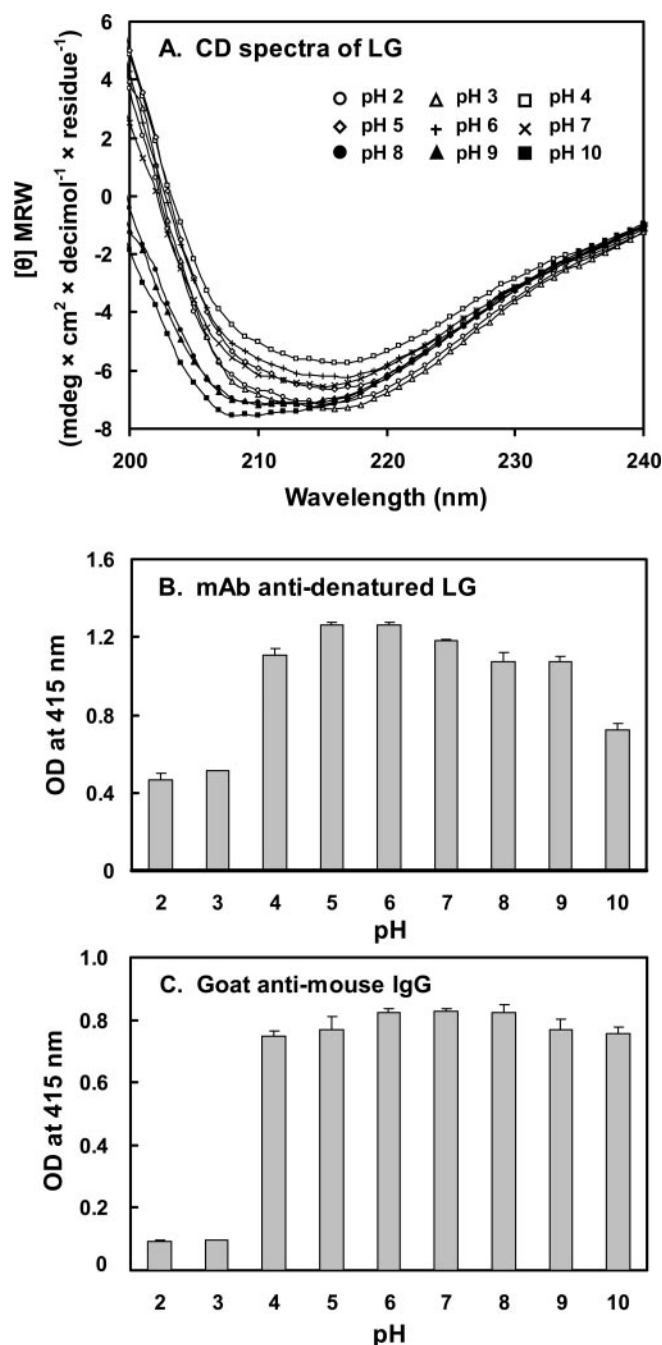 A. CD spectra of LG
pH 2 pH 3 pH 4
pH 5 pH 6 pH 7
pH 8 pH 9 pH 10
[θ] MRW
(mdeg × cm² × decimol⁻¹ × residue⁻¹)
6
4
2
0
-2
-4
-6
-8
200 210 220 230 240
Wavelength (nm)
B. mAb anti-denatured LG
OD at 415 nm
1.6
1.2
0.8
0.4
0
2 3 4 5 6 7 8 9 10
pH
C. Goat anti-mouse IgG
OD at 415 nm
1.0
0.8
0.6
0.4
0.2
0
2 3 4 5 6 7 8 9 10
pH